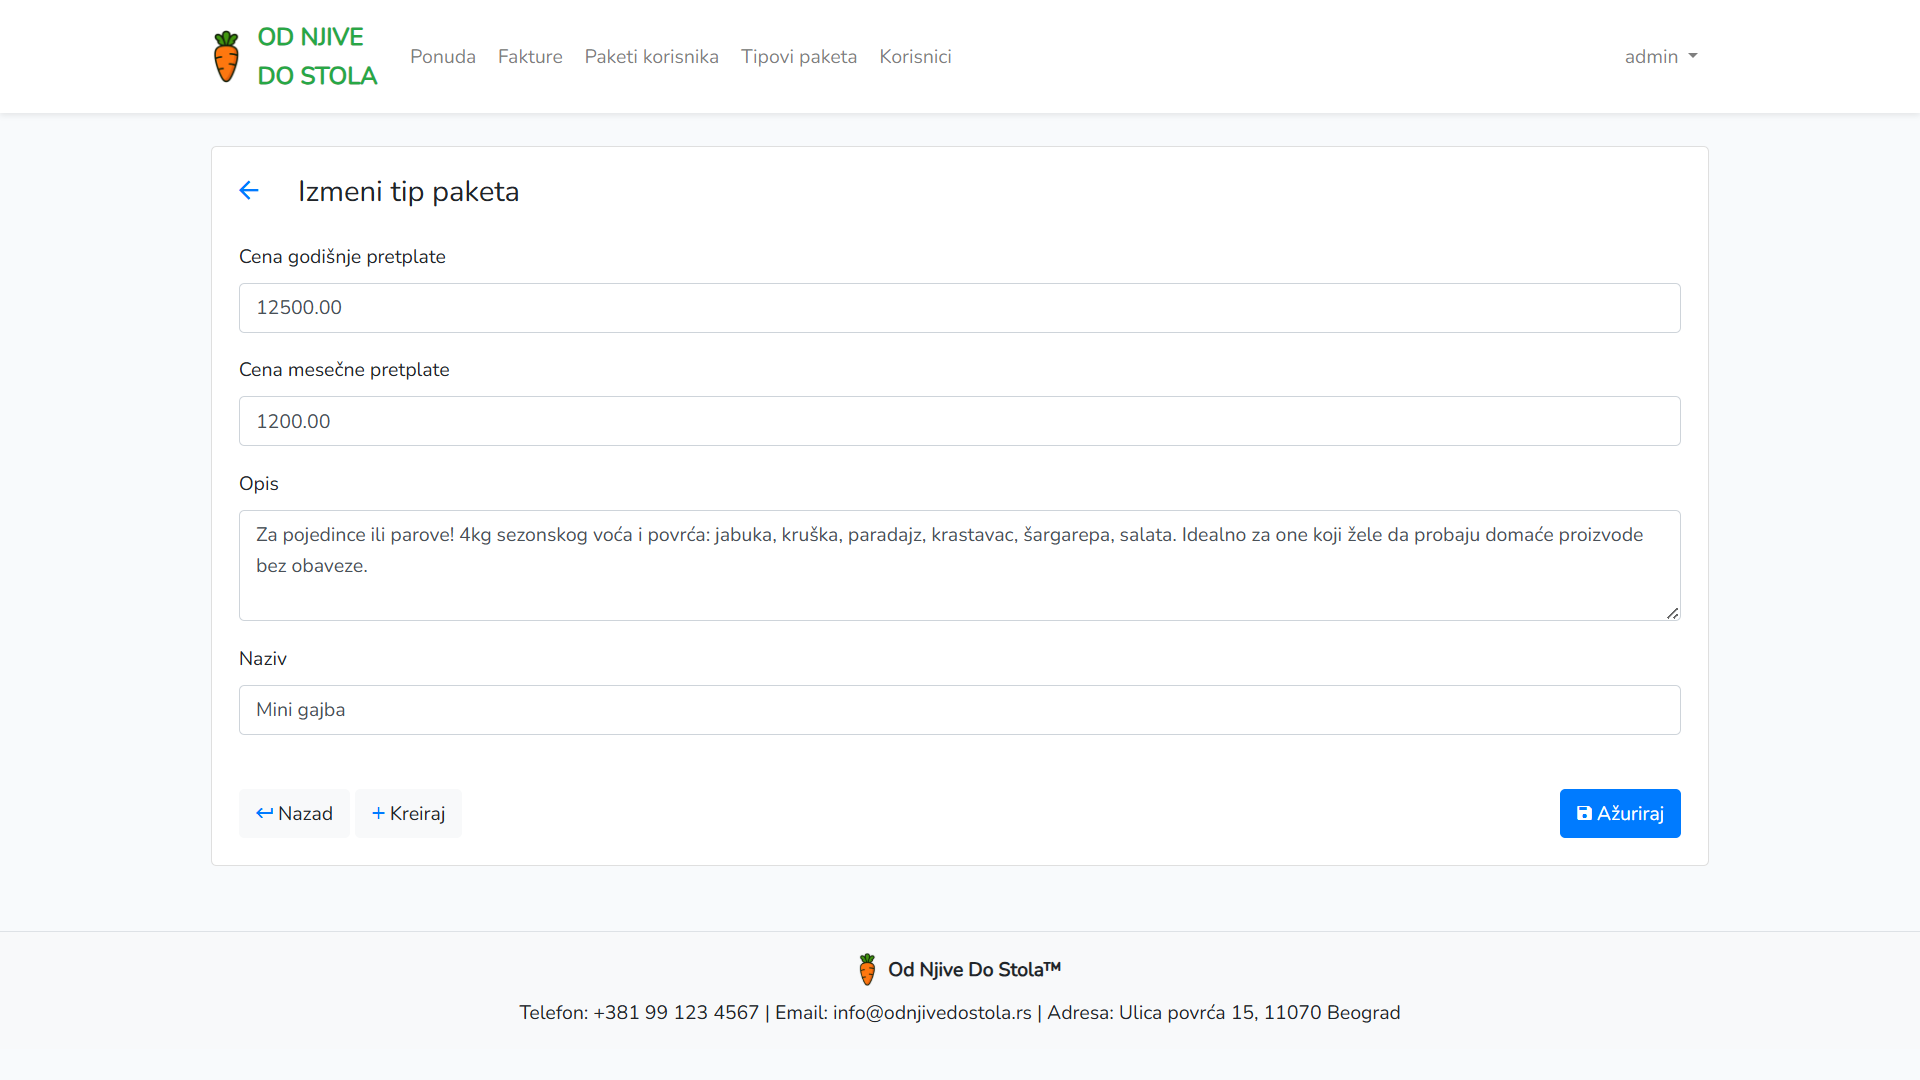 OD NJIVE
DO STOLA
Ponuda Fakture Paketi korisnika Tipovi paketa Korisnici admin
Izmeni tip paketa
Cena godišnje pretplate
12500.00
Cena mesečne pretplate
1200.00
Opis
Za pojedince ili parove! 4kg sezonskog voća i povrća: jabuka, kruška, paradajz, krastavac, šargarepa, salata. Idealno za one koji žele da probaju domaće proizvode
bez obaveze.
Naziv
Mini gajba
Nazad Kreiraj Ažuriraj
Od Njive Do Stola™
Telefon: +381 99 123 4567 | Email: info@odnjivedostola.rs | Adresa: Ulica povrća 15, 11070 Beograd